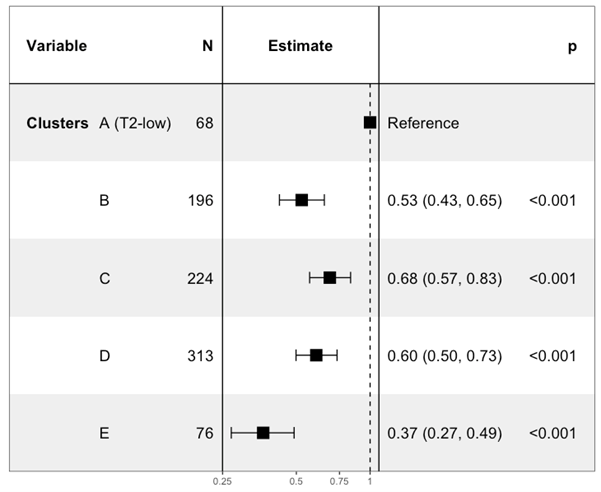 Variable N Estimate p
Clusters A (T2-low) 68 Reference
B 196 0.53 (0.43, 0.65) <0.001
C 224 0.68 (0.57, 0.83) <0.001
D 313 0.60 (0.50, 0.73) <0.001
E 76 0.37 (0.27, 0.49) <0.001
0.25 0.5 0.75 1